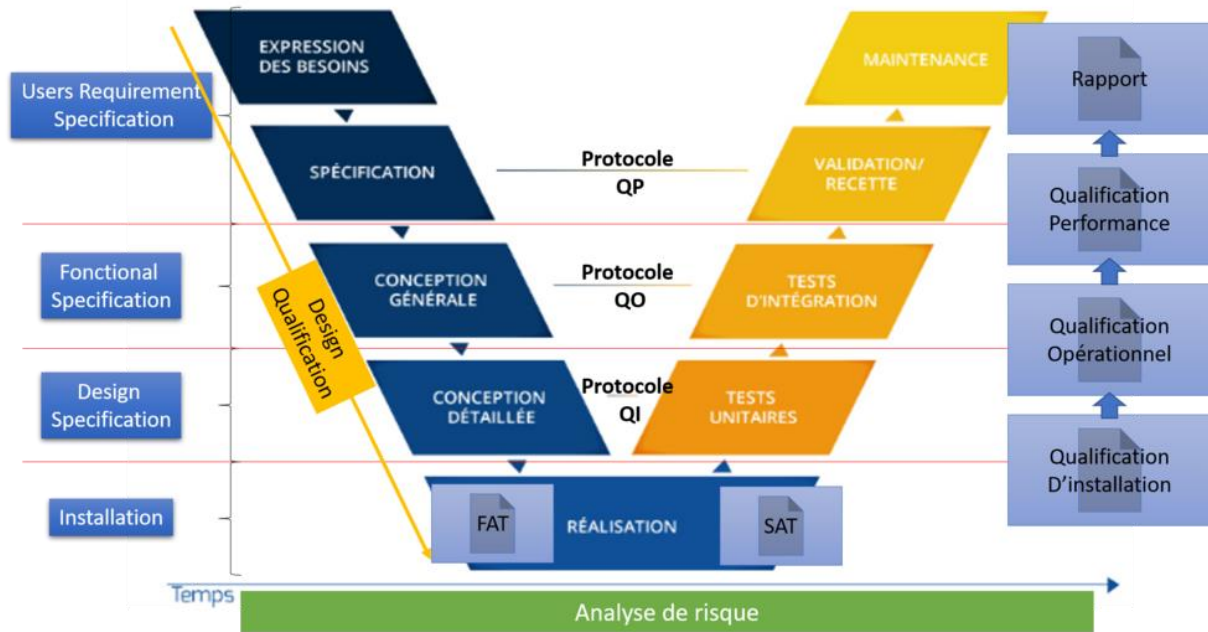 EXPRESSION
DES BESOINS
MAINTENANCE
Rapport
Users Requirement
Specification
SPÉCIFICATION
Protocole
QP
VALIDATION/
RECETTE
Qualification
Performance
Fonctional
Specification
Design
Qualification
CONCEPTION
GÉNÉRALE
Protocole
QO
TESTS
D'INTÉGRATION
Qualification
Opérationnel
Design
Specification
CONCEPTION
DÉTAILLÉE
Protocole
QI
TESTS
UNITAIRES
Qualification
D'installation
Installation
FAT
RÉALISATION
SAT
Temps
Analyse de risque